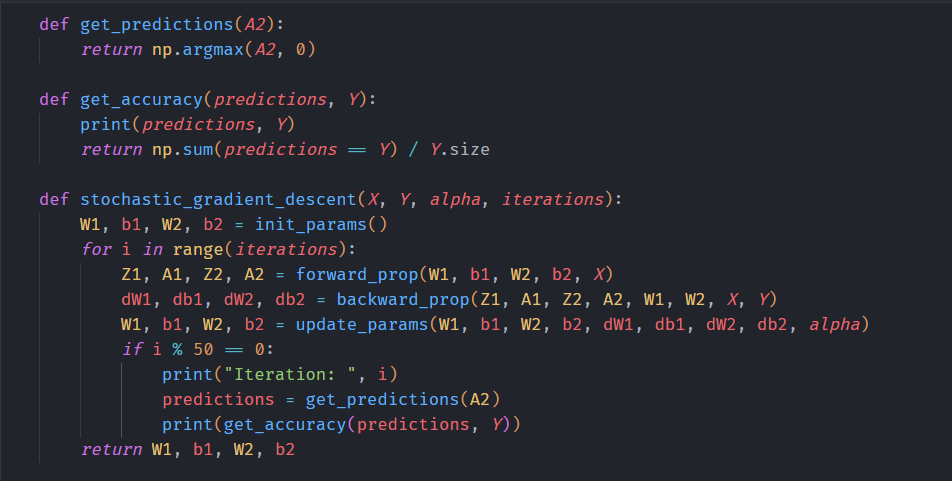 def get_predictions(A2):
    return np.argmax(A2, 0)

def get_accuracy(predictions, Y):
    print(predictions, Y)
    return np.sum(predictions == Y) / Y.size

def stochastic_gradient_descent(X, Y, alpha, iterations):
    W1, b1, W2, b2 = init_params()
    for i in range(iterations):
        Z1, A1, Z2, A2 = forward_prop(W1, b1, W2, b2, X)
        dW1, db1, dW2, db2 = backward_prop(Z1, A1, Z2, A2, W1, W2, X, Y)
        W1, b1, W2, b2 = update_params(W1, b1, W2, b2, dW1, db1, dW2, db2, alpha)
        if i % 50 == 0:
            print("Iteration: ", i)
            predictions = get_predictions(A2)
            print(get_accuracy(predictions, Y))
    return W1, b1, W2, b2